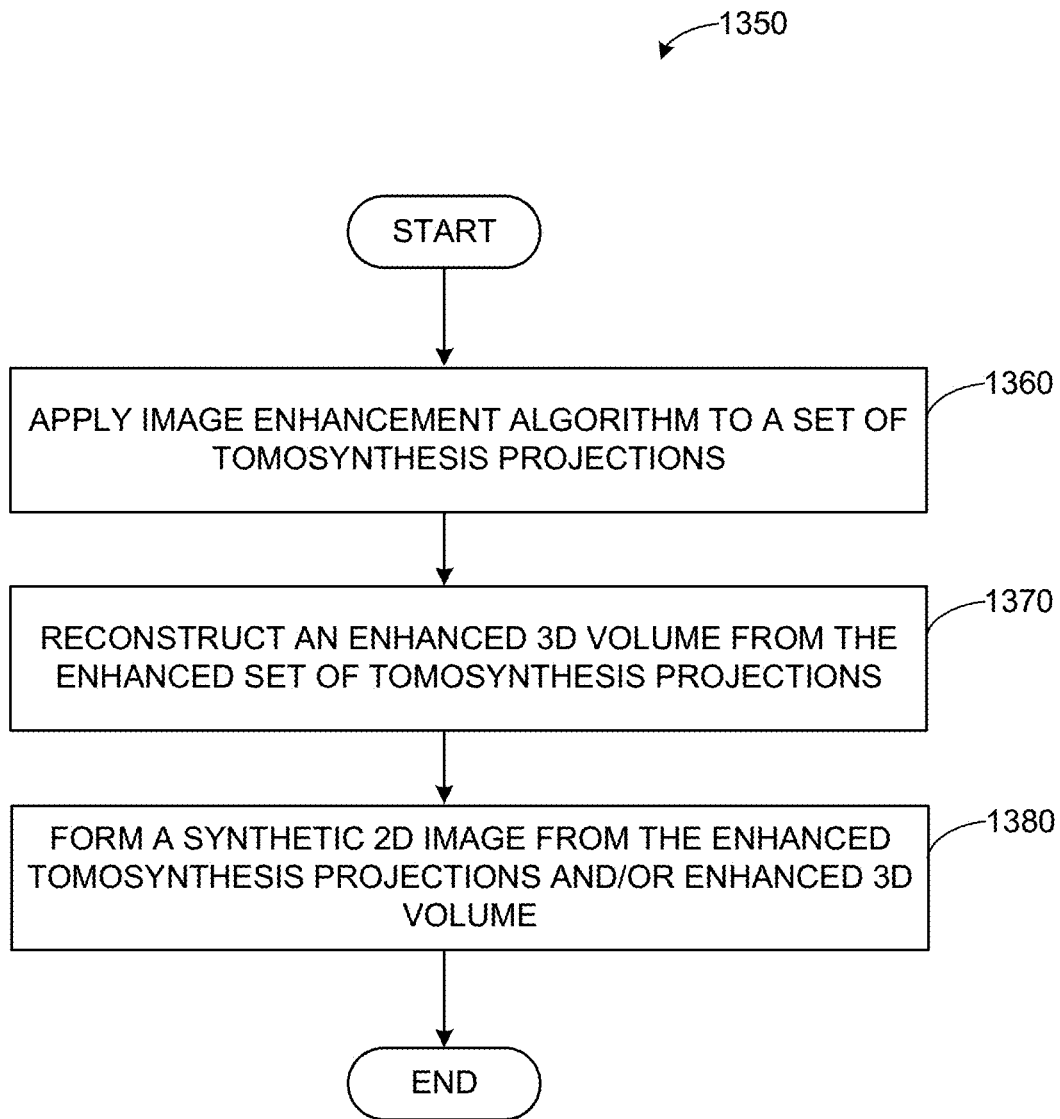 1350
START
1360
APPLY IMAGE ENHANCEMENT ALGORITHM TO A SET OF
TOMOSYNTHESIS PROJECTIONS
1370
RECONSTRUCT AN ENHANCED 3D VOLUME FROM THE
ENHANCED SET OF TOMOSYNTHESIS PROJECTIONS
1380
FORM A SYNTHETIC 2D IMAGE FROM THE ENHANCED
TOMOSYNTHESIS PROJECTIONS AND/OR ENHANCED 3D
VOLUME
END